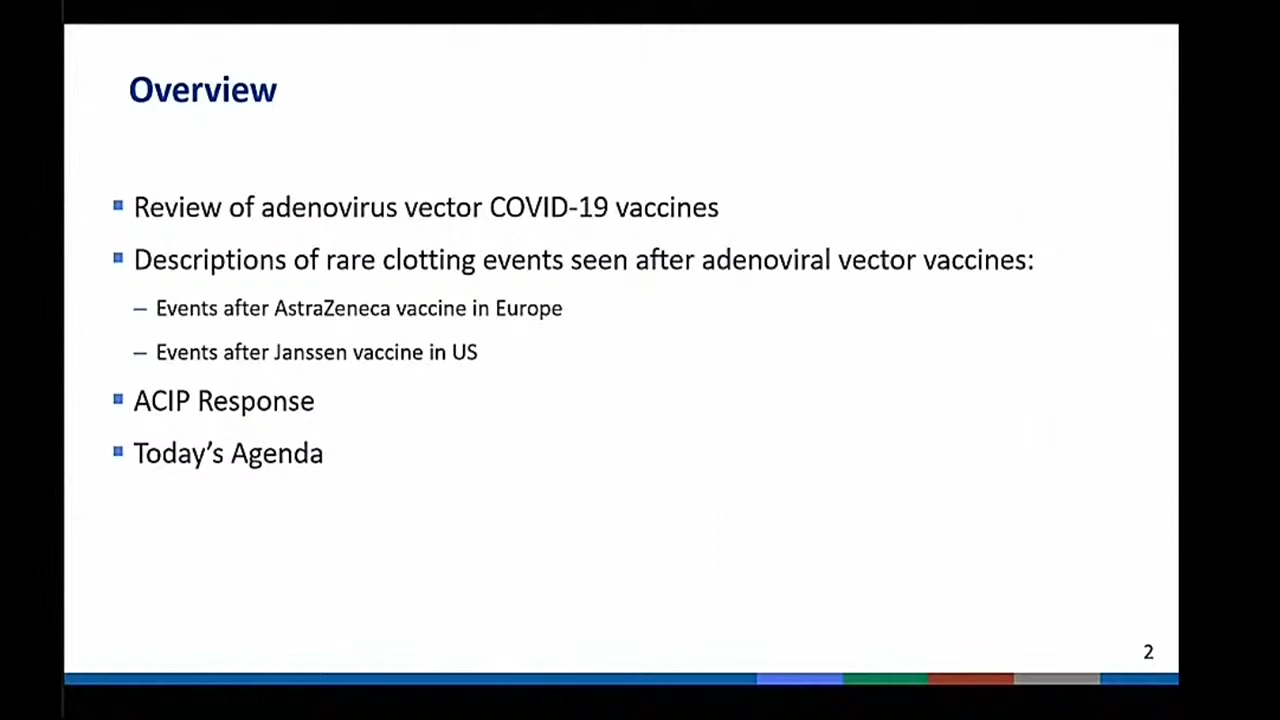 Overview
Review of adenovirus vector COVID-19 vaccines
Descriptions of rare clotting events seen after adenoviral vector vaccines:
– Events after AstraZeneca vaccine in Europe
– Events after Janssen vaccine in US
ACIP Response
Today’s Agenda
2